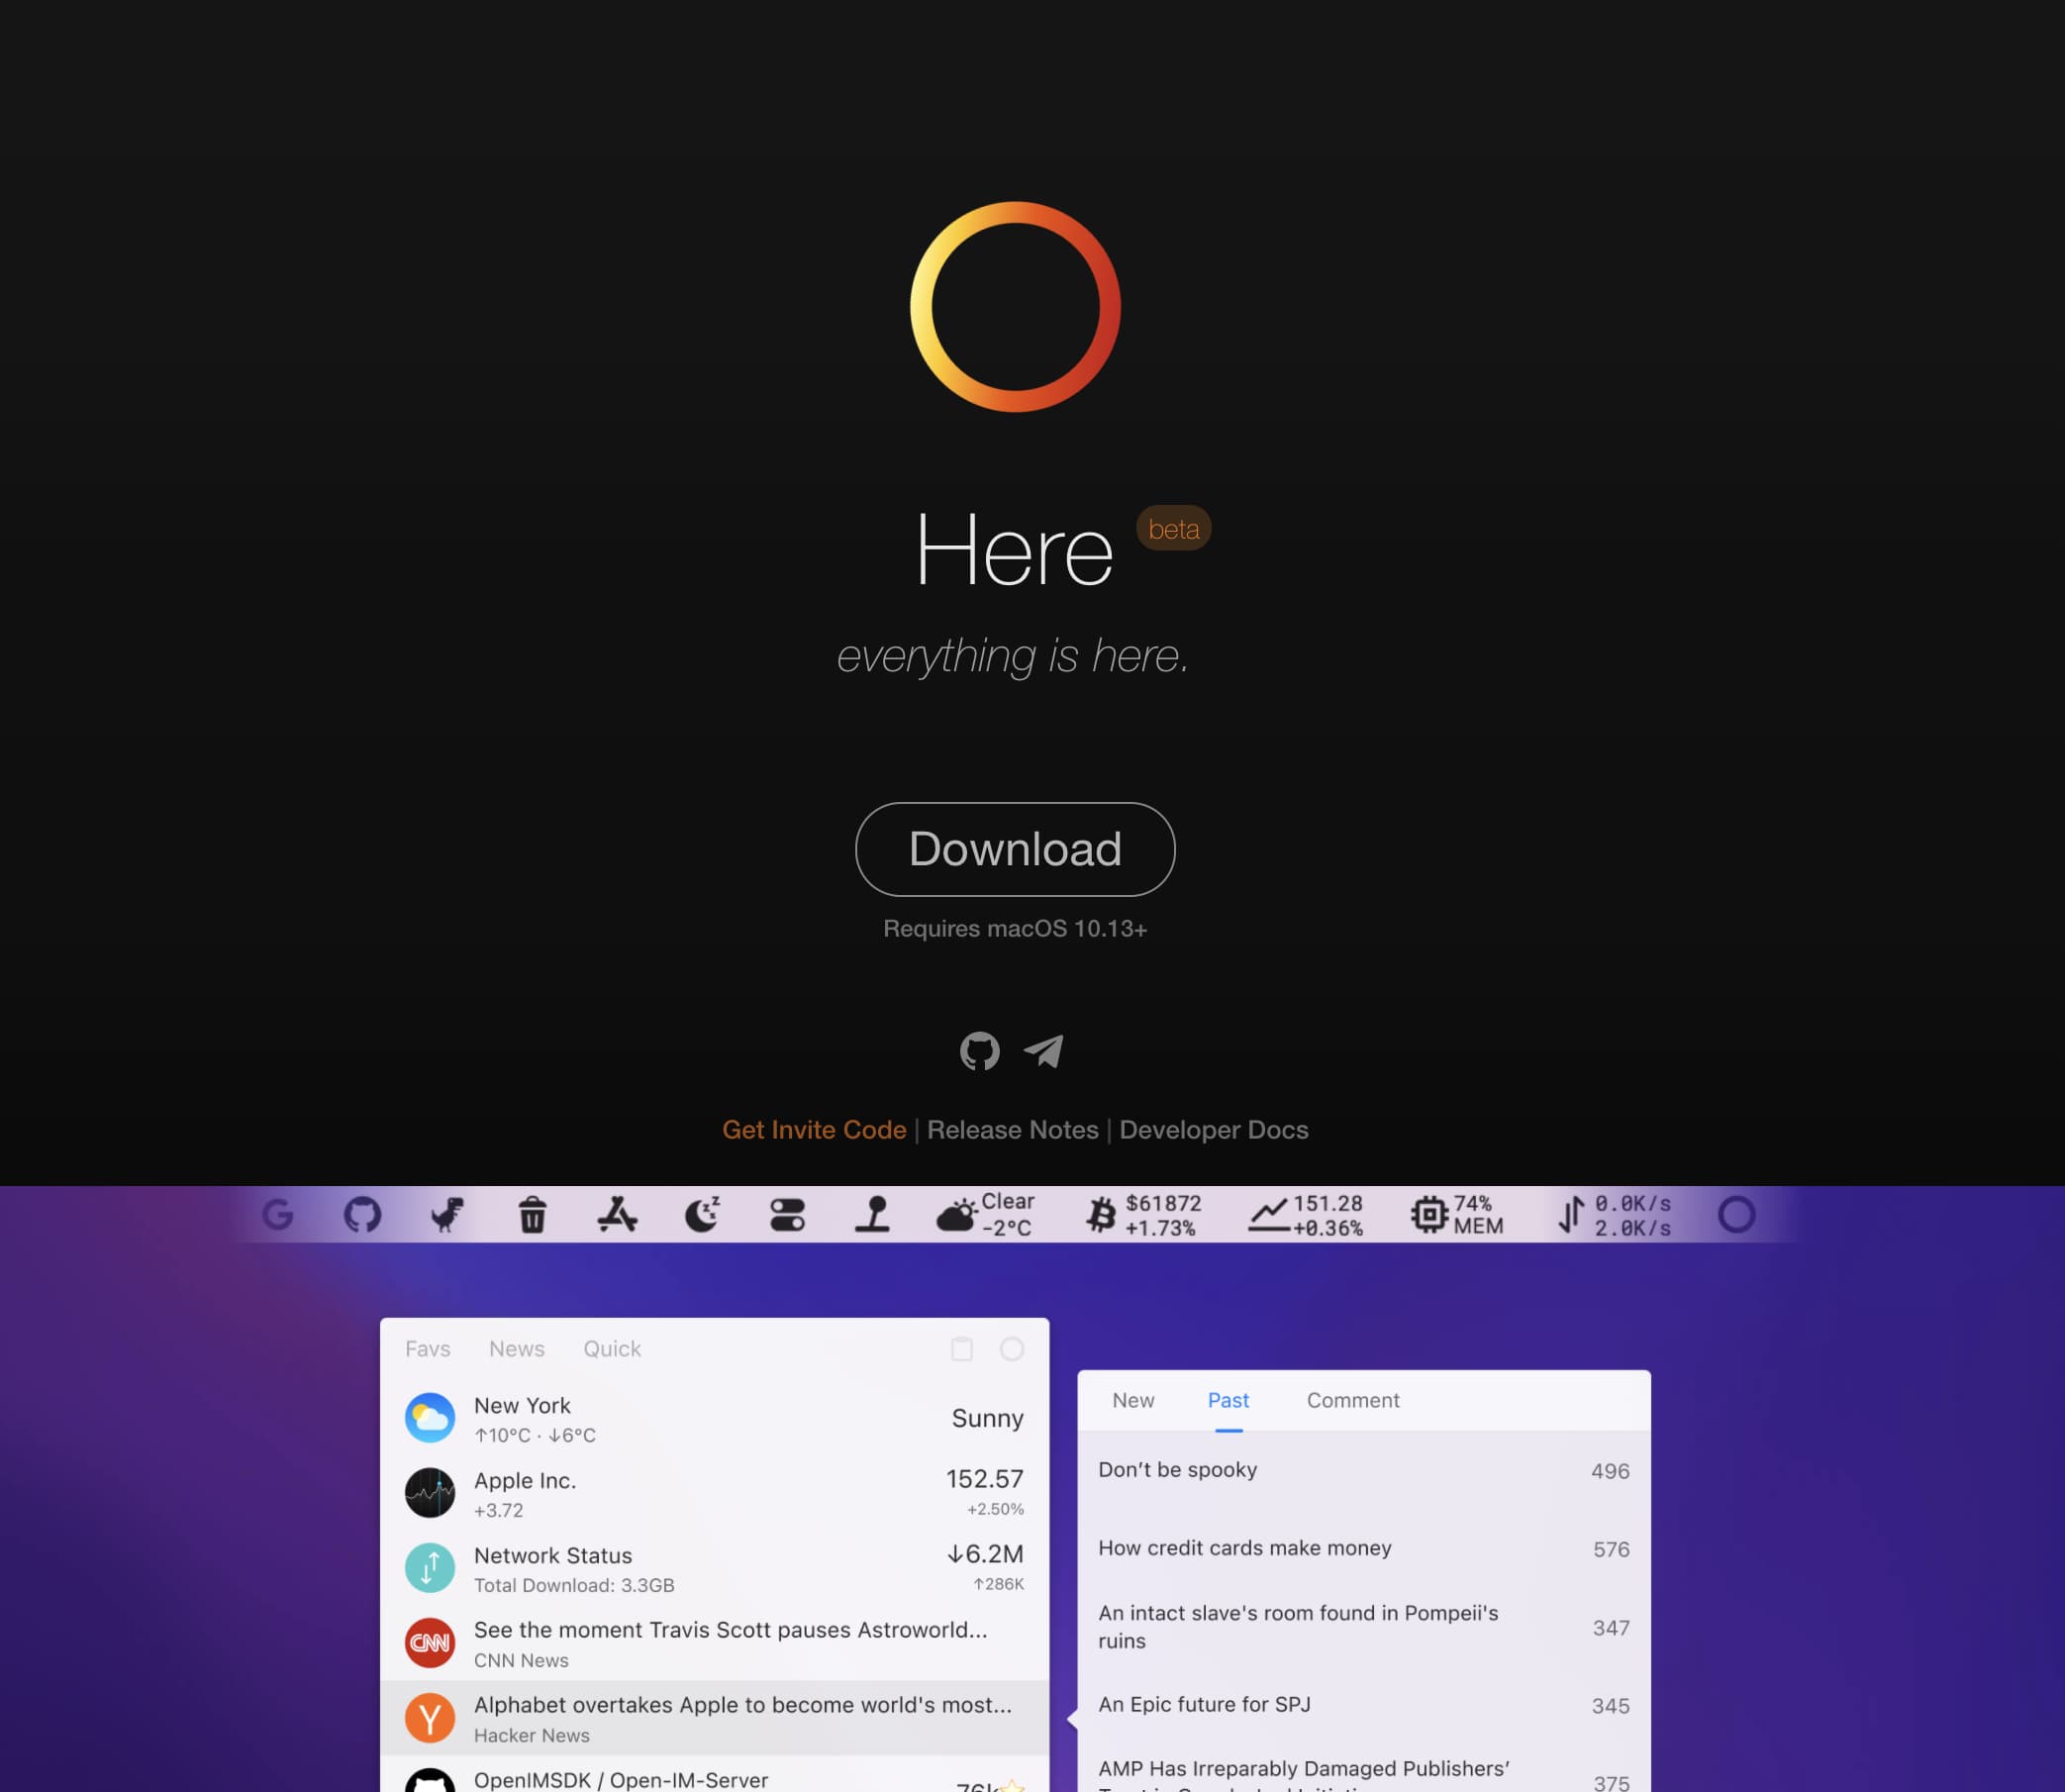 Here beta
everything is here.
Download
Requires macOS 10.13+
Get Invite Code | Release Notes | Developer Docs
Clear $61872 151.28 74% 0.0K/s
-2°C +1.73% +0.36% MEM 2.0K/s
Favs News Quick
New York Sunny
↑10°C · ↓6°C
Apple Inc. 152.57
+3.72 +2.50%
Network Status ↓6.2M
Total Download: 3.3GB ↑286K
CNN
See the moment Travis Scott pauses Astroworld...
CNN News
Y
Alphabet overtakes Apple to become world's most...
Hacker News
OpenIMSDK / Open-IM-Server
New Past Comment
Don’t be spooky 496
How credit cards make money 576
An intact slave's room found in Pompeii's
ruins 347
An Epic future for SPJ 345
AMP Has Irreparably Damaged Publishers’
375